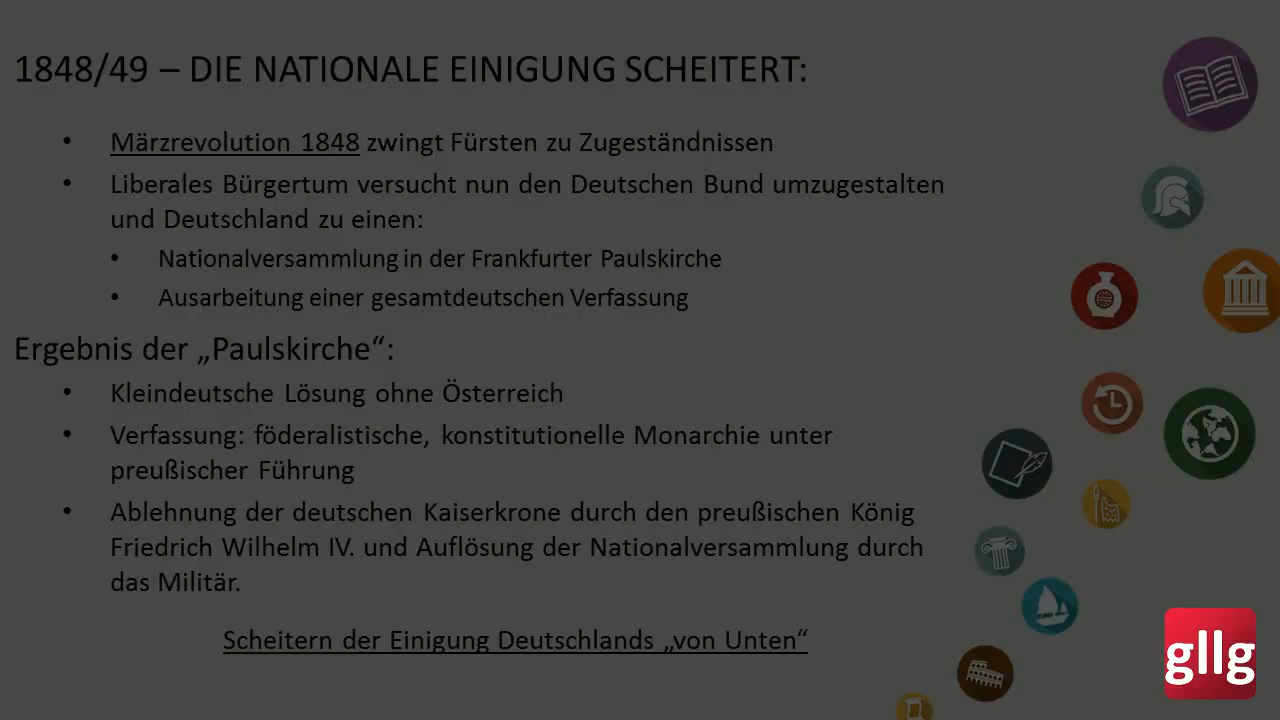 1848/49 – DIE NATIONALE EINIGUNG SCHEITERT:
• Märzrevolution 1848 zwingt Fürsten zu Zugeständnissen
• Liberales Bürgertum versucht nun den Deutschen Bund umzugestalten
und Deutschland zu einen:
• Nationalversammlung in der Frankfurter Paulskirche
• Ausarbeitung einer gesamtdeutschen Verfassung
Ergebnis der „Paulskirche“:
• Kleindeutsche Lösung ohne Österreich
• Verfassung: föderalistische, konstitutionelle Monarchie unter
preußischer Führung
• Ablehnung der deutschen Kaiserkrone durch den preußischen König
Friedrich Wilhelm IV. und Auflösung der Nationalversammlung durch
das Militär.
Scheitern der Einigung Deutschlands „von Unten“
gllg